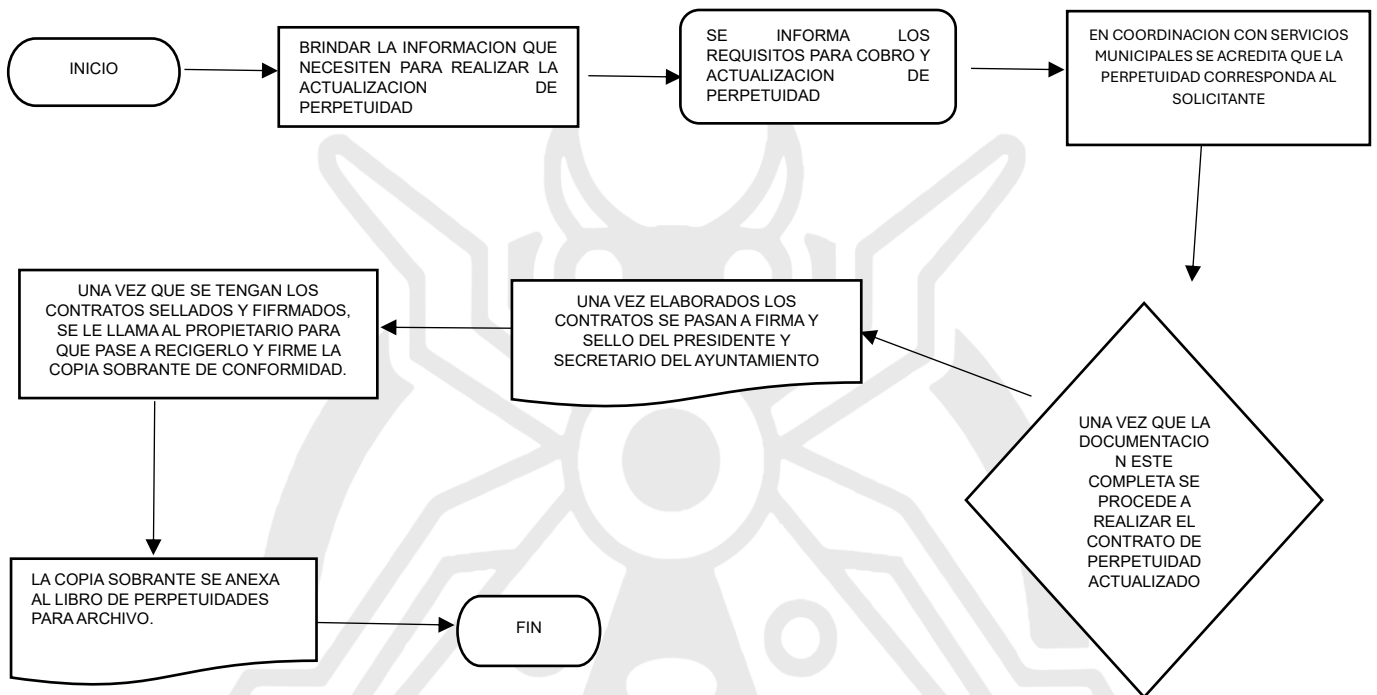 INICIO
BRINDAR LA INFORMACION QUE
NECESITEN PARA REALIZAR LA
ACTUALIZACION DE
PERPETUIDAD
SE INFORMA LOS
REQUISITOS PARA COBRO Y
ACTUALIZACION DE
PERPETUIDAD
EN COORDINACION CON SERVICIOS
MUNICIPALES SE ACREDITA QUE LA
PERPETUIDAD CORRESPONDA AL
SOLICITANTE
UNA VEZ QUE LA
DOCUMENTACIO
N ESTE
COMPLETA SE
PROCEDE A
REALIZAR EL
CONTRATO DE
PERPETUIDAD
ACTUALIZADO
UNA VEZ ELABORADOS LOS
CONTRATOS SE PASAN A FIRMA Y
SELLO DEL PRESIDENTE Y
SECRETARIO DEL AYUNTAMIENTO
UNA VEZ QUE SE TENGAN LOS
CONTRATOS SELLADOS Y FIFRMADOS,
SE LE LLAMA AL PROPIETARIO PARA
QUE PASE A RECIGERLO Y FIRME LA
COPIA SOBRANTE DE CONFORMIDAD.
LA COPIA SOBRANTE SE ANEXA
AL LIBRO DE PERPETUIDADES
PARA ARCHIVO.
FIN